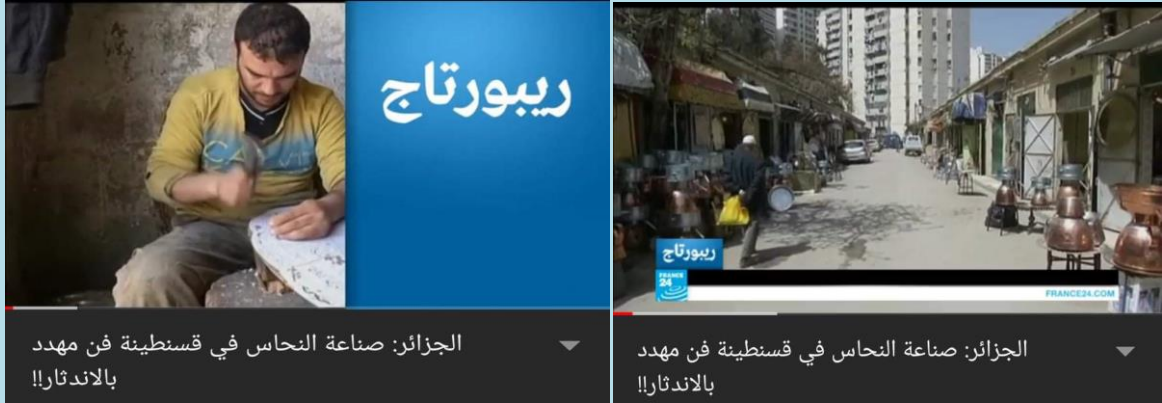 ريبورتاج
الجزائر: صناعة النحاس في قسنطينة فن مهدد
بالاندثار!!
ريبورتاج
FRANCE
24
FRANCE24.COM
الجزائر: صناعة النحاس في قسنطينة فن مهدد
بالاندثار!!